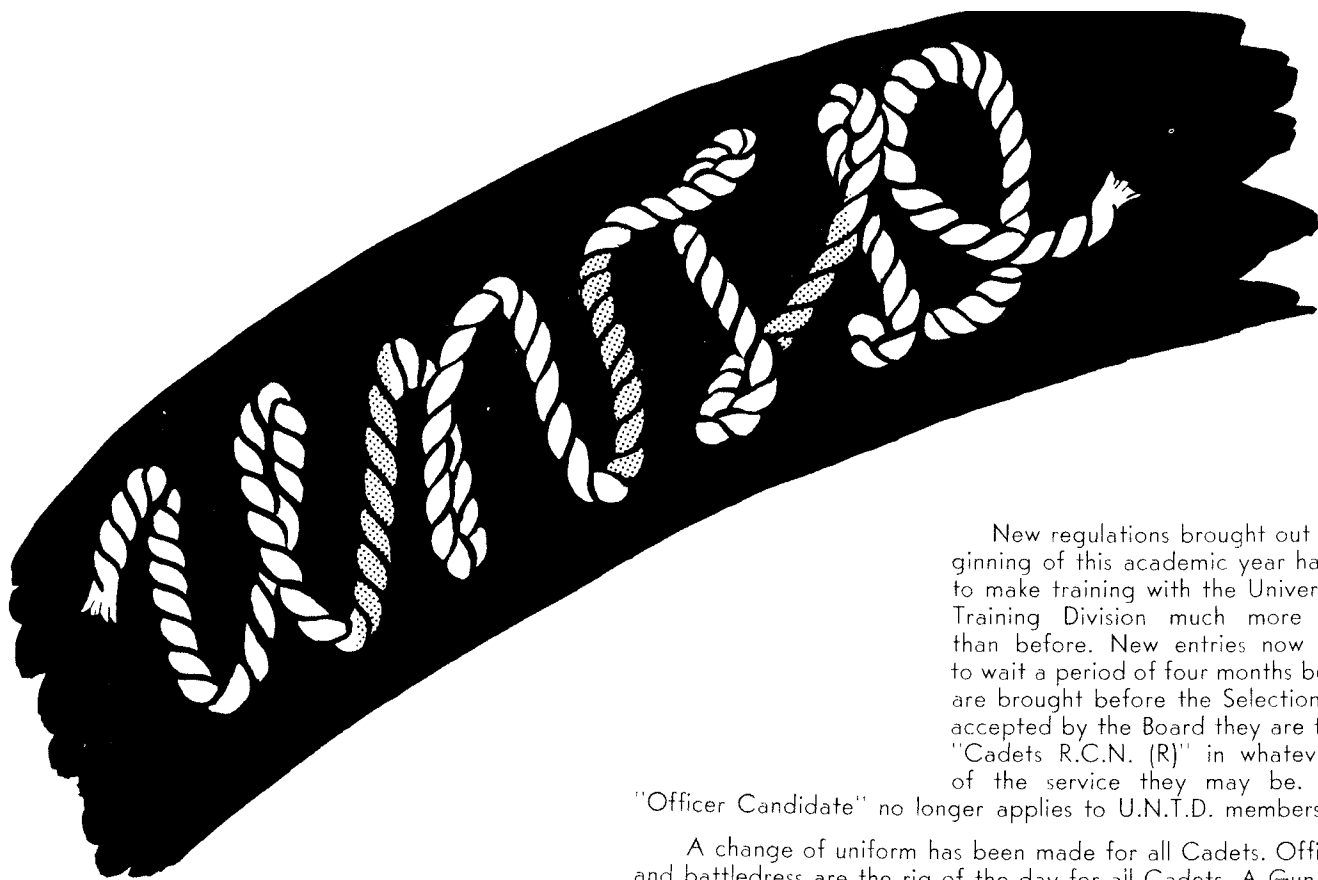 UNTD
New regulations brought out
ginning of this academic year ha
to make training with the Univer
Training Division much more
than before. New entries now
to wait a period of four months b
are brought before the Selection
accepted by the Board they are t
"Cadets R.C.N. (R)" in whatev
of the service they may be.
"Officer Candidate" no longer applies to U.N.T.D. members
A change of uniform has been made for all Cadets. Offi
and battledress are the rig of the day for all Cadets. A Gun